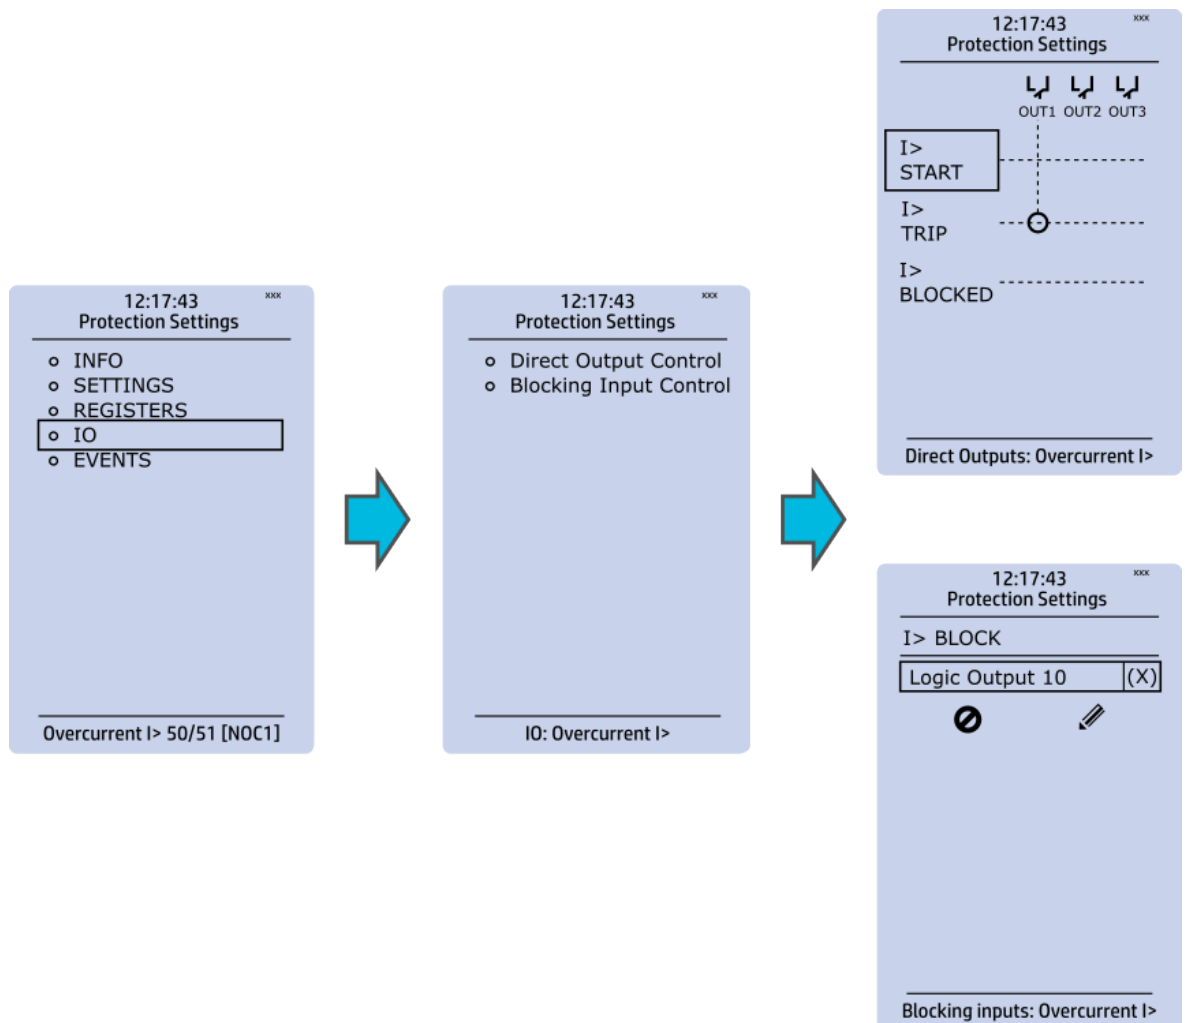 12:17:43 xxx
Protection Settings
INFO
SETTINGS
REGISTERS
IO
EVENTS
Overcurrent I> 50/51 [NOC1]
12:17:43 xxx
Protection Settings
Direct Output Control
Blocking Input Control
IO: Overcurrent I>
12:17:43 xxx
Protection Settings
OUT1 OUT2 OUT3
I>
START
I>
TRIP
I>
BLOCKED
Direct Outputs: Overcurrent I>
12:17:43 xxx
Protection Settings
I> BLOCK
Logic Output 10 (X)
Blocking inputs: Overcurrent I>